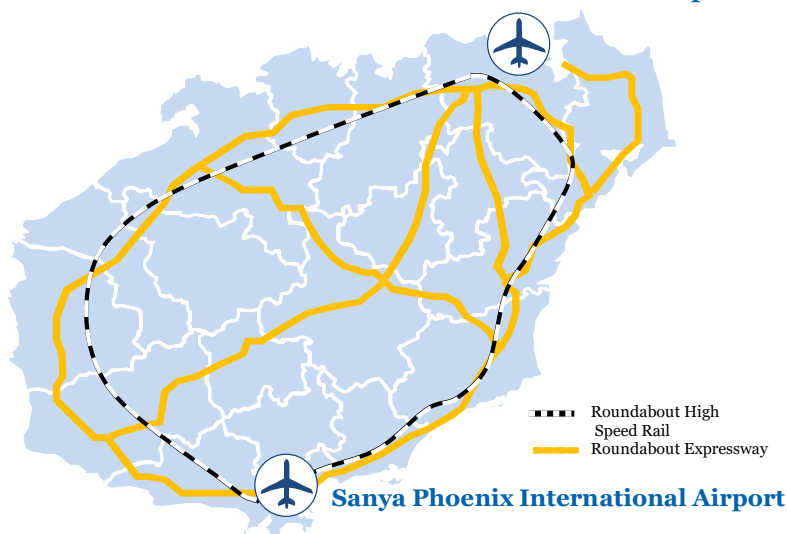 Roundabout High
Speed Rail
Roundabout Expressway
Sanya Phoenix International Airport